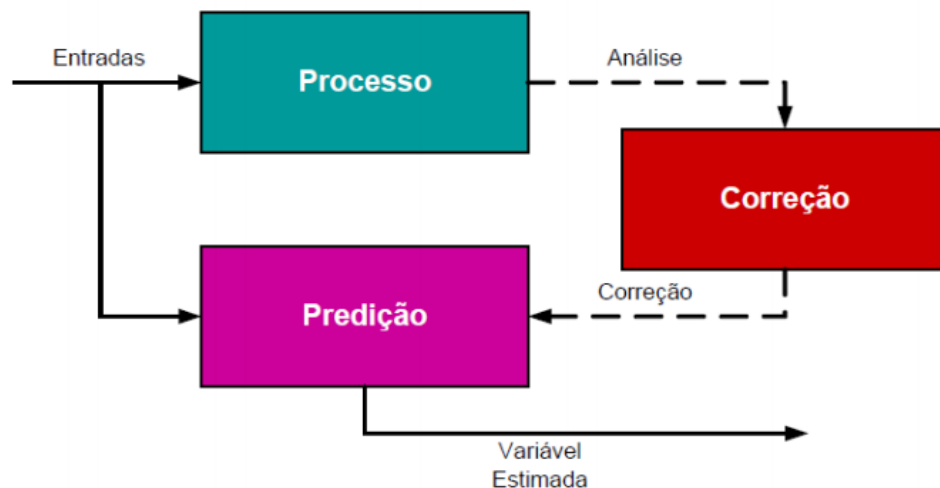 Entradas
Processo
Análise
Correção
Predição
Correção
Variável
Estimada